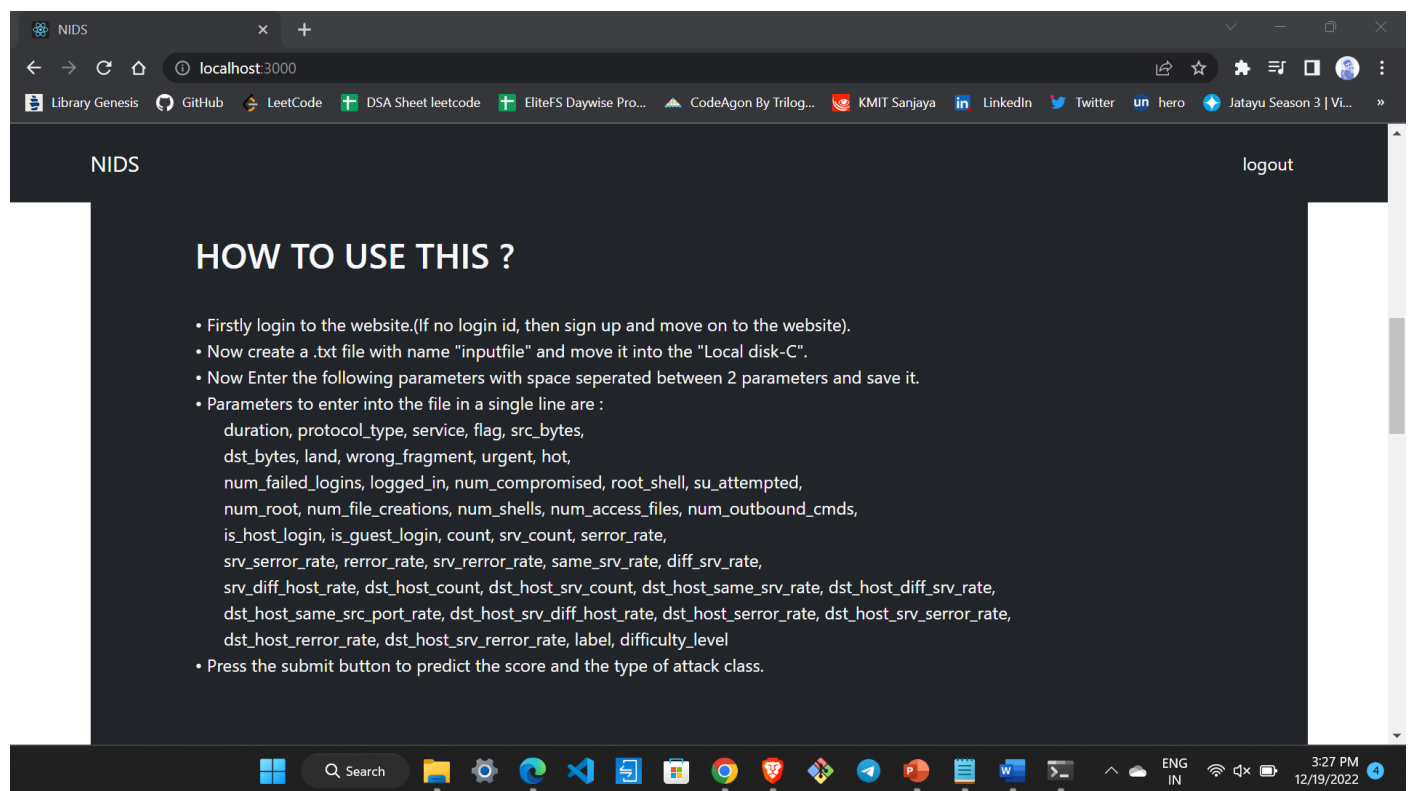 NIDS
localhost:3000
Library Genesis GitHub LeetCode DSA Sheet leetcode EliteFS Daywise Pro... CodeAgon By Trilog... KMIT Sanjaya in LinkedIn Twitter un hero Jatayu Season 3 | Vi... »
NIDS logout
HOW TO USE THIS ?
• Firstly login to the website.(If no login id, then sign up and move on to the website).
• Now create a .txt file with name "inputfile" and move it into the "Local disk-C".
• Now Enter the following parameters with space seperated between 2 parameters and save it.
• Parameters to enter into the file in a single line are :
duration, protocol_type, service, flag, src_bytes,
dst_bytes, land, wrong_fragment, urgent, hot,
num_failed_logins, logged_in, num_compromised, root_shell, su_attempted,
num_root, num_file_creations, num_shells, num_access_files, num_outbound_cmds,
is_host_login, is_guest_login, count, srv_count, serror_rate,
srv_serror_rate, rerror_rate, srv_rerror_rate, same_srv_rate, diff_srv_rate,
srv_diff_host_rate, dst_host_count, dst_host_srv_count, dst_host_same_srv_rate, dst_host_diff_srv_rate,
dst_host_same_src_port_rate, dst_host_srv_diff_host_rate, dst_host_serror_rate, dst_host_srv_serror_rate,
dst_host_rerror_rate, dst_host_srv_rerror_rate, label, difficulty_level
• Press the submit button to predict the score and the type of attack class.
Search ENG 3:27 PM
IN 12/19/2022 4